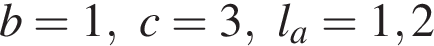 b = 1, c = 3, l_a = 1,2